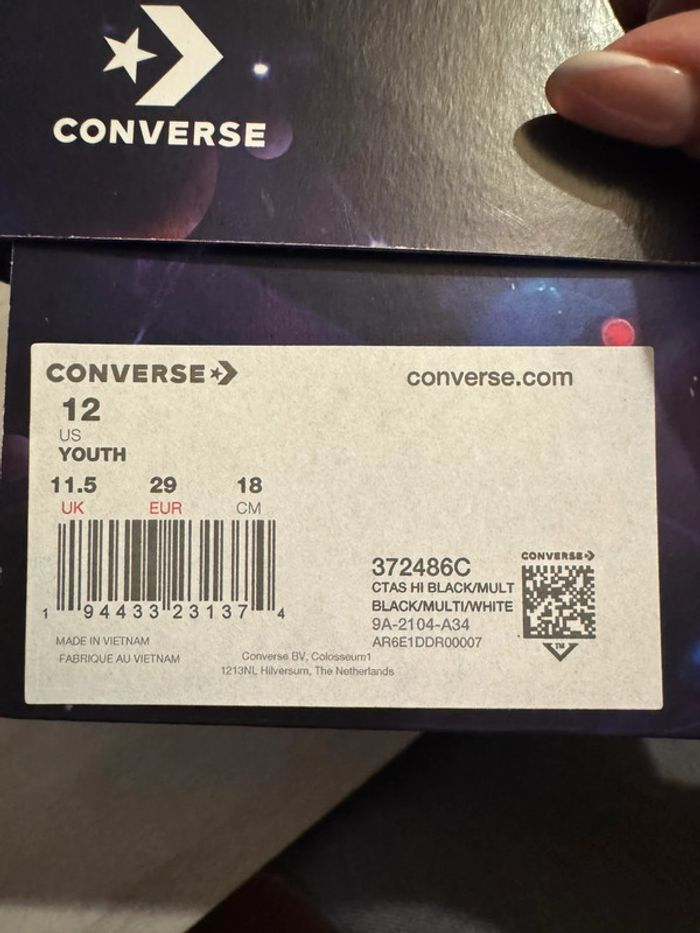 CONVERSE
CONVERSE
converse.com
12
US
YOUTH
11.5 29 18
UK EUR CM
1 94433 23137 4
MADE IN VIETNAM
FABRIQUE AU VIETNAM
Converse BV, Colosseum1
1213NL Hilversum, The Netherlands
CONVERSE
372486C
CTAS HI BLACK/MULT
BLACK/MULTI/WHITE
9A-2104-A34
AR6E1DDR00007
TM